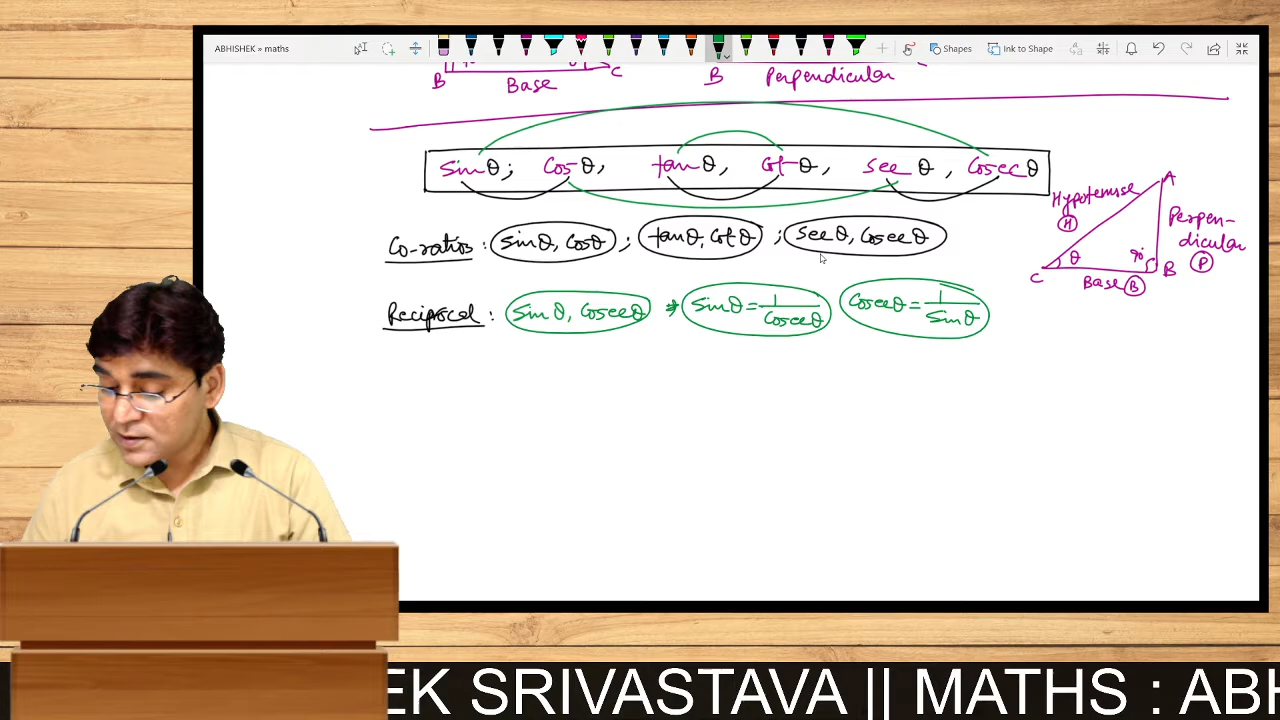 ABHISHEK » maths
Shapes
Ink to Shape
B
Base
C
B
Perpendicular
sinθ; Cosθ, tanθ, Cotθ, secθ, Cosecθ
A
Hypotenuse
H
Perpen-
dicular
P
θ
90°
C
B
Base B
Co-ratios: sinθ, Cosθ; tanθ, Cotθ; secθ, Cosecθ
Reciprocal: Sinθ, Cosecθ * Sinθ = 1/Cosecθ Cosecθ = 1/Sinθ
EK SRIVASTAVA || MATHS : ABH